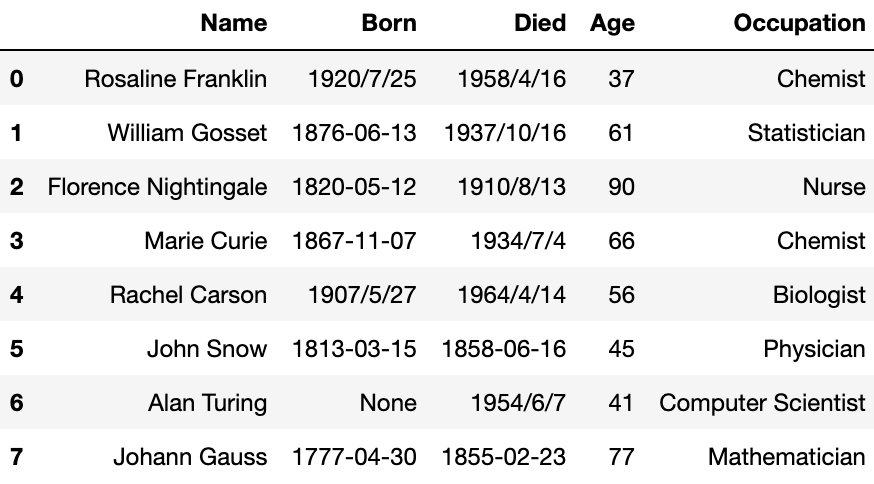 Name Born Died Age Occupation
0 Rosaline Franklin 1920/7/25 1958/4/16 37 Chemist
1 William Gosset 1876-06-13 1937/10/16 61 Statistician
2 Florence Nightingale 1820-05-12 1910/8/13 90 Nurse
3 Marie Curie 1867-11-07 1934/7/4 66 Chemist
4 Rachel Carson 1907/5/27 1964/4/14 56 Biologist
5 John Snow 1813-03-15 1858-06-16 45 Physician
6 Alan Turing None 1954/6/7 41 Computer Scientist
7 Johann Gauss 1777-04-30 1855-02-23 77 Mathematician